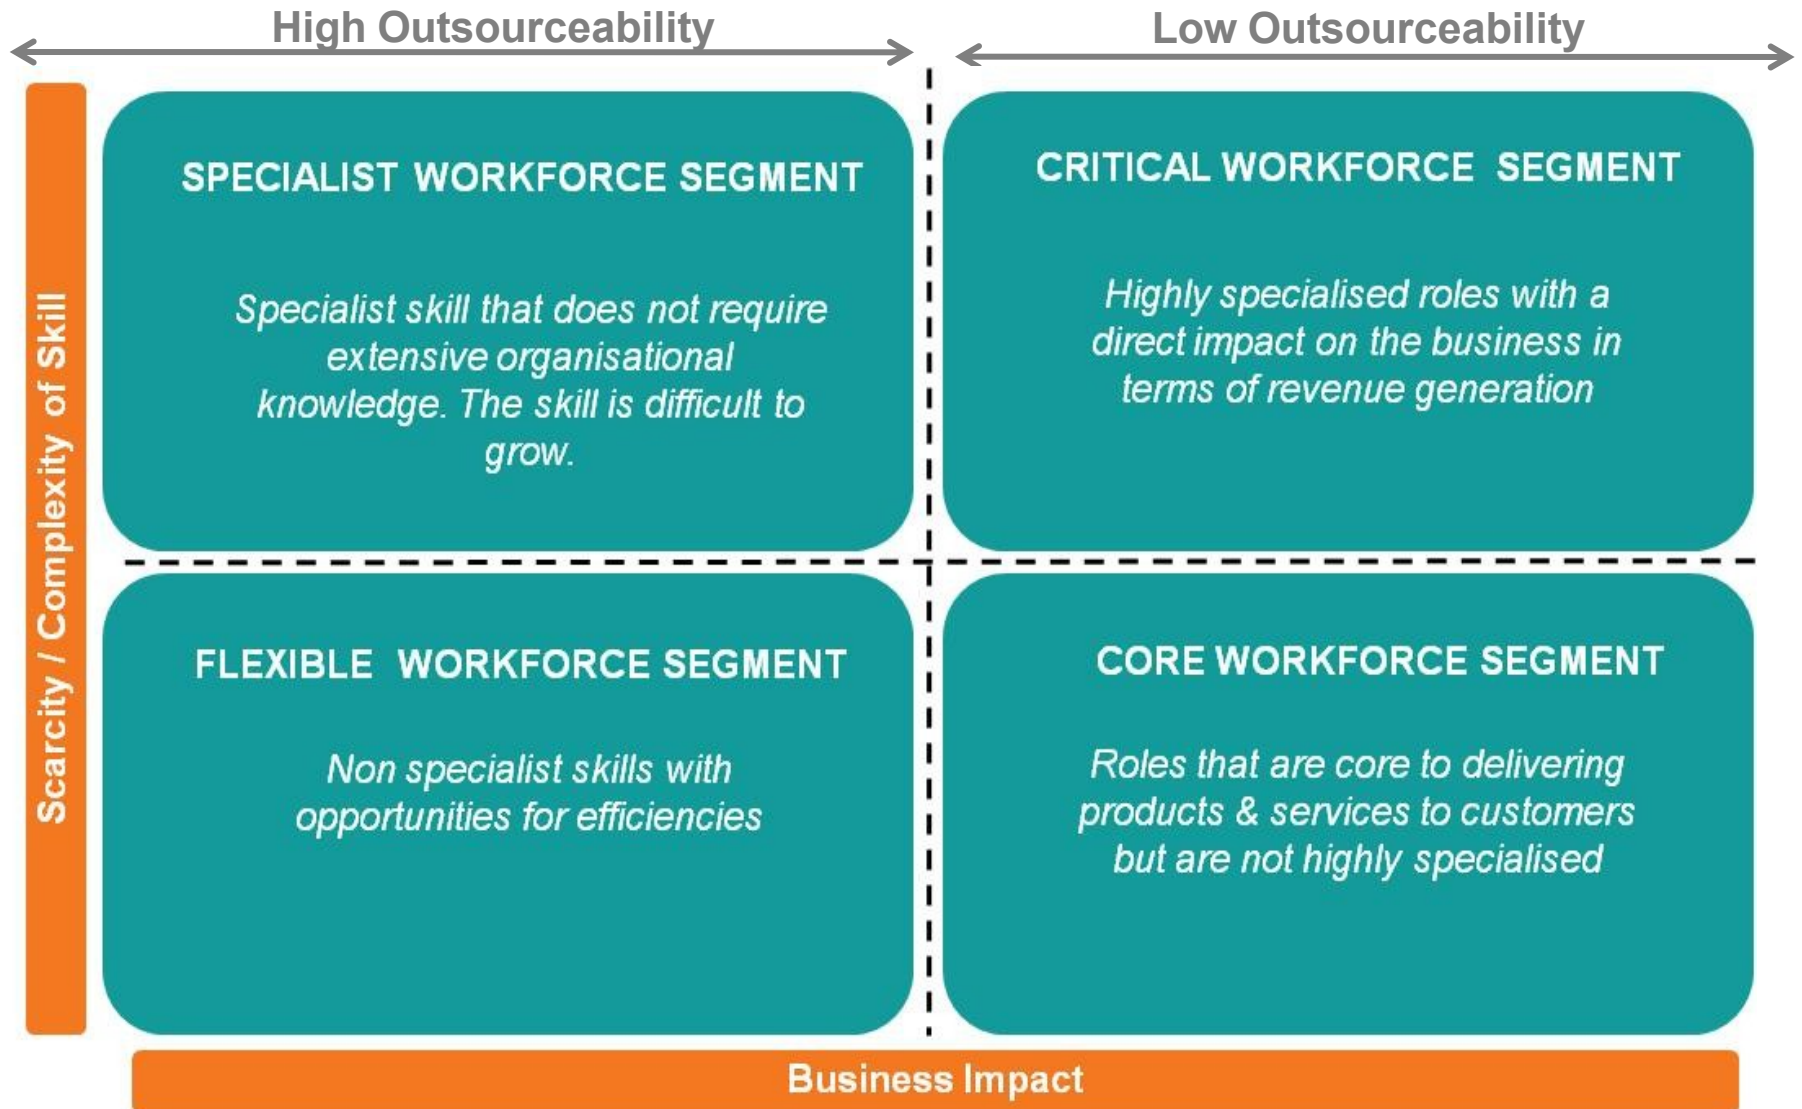 High Outsourceability
Low Outsourceability
Scarcity / Complexity of Skill
SPECIALIST WORKFORCE SEGMENT
Specialist skill that does not require
extensive organisational
knowledge. The skill is difficult to
grow.
CRITICAL WORKFORCE SEGMENT
Highly specialised roles with a
direct impact on the business in
terms of revenue generation
FLEXIBLE WORKFORCE SEGMENT
Non specialist skills with
opportunities for efficiencies
CORE WORKFORCE SEGMENT
Roles that are core to delivering
products & services to customers
but are not highly specialised
Business Impact